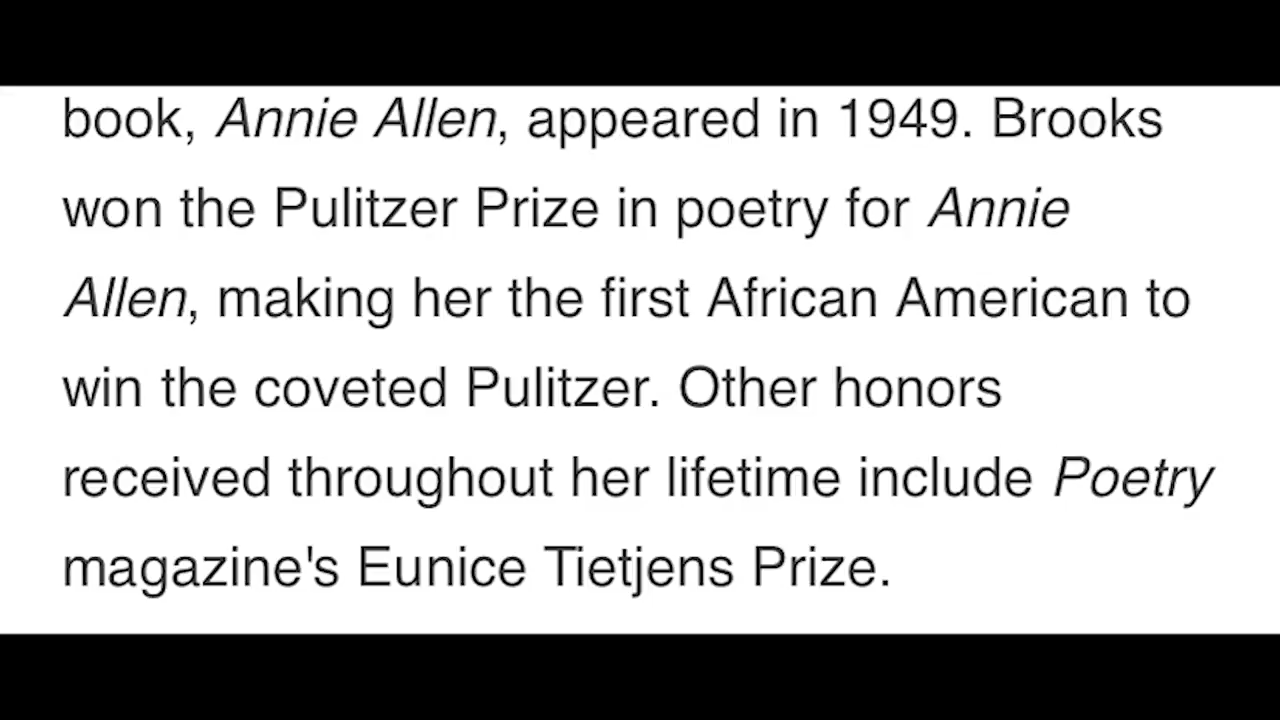 book, Annie Allen, appeared in 1949. Brooks
won the Pulitzer Prize in poetry for Annie
Allen, making her the first African American to
win the coveted Pulitzer. Other honors
received throughout her lifetime include Poetry
magazine's Eunice Tietjens Prize.